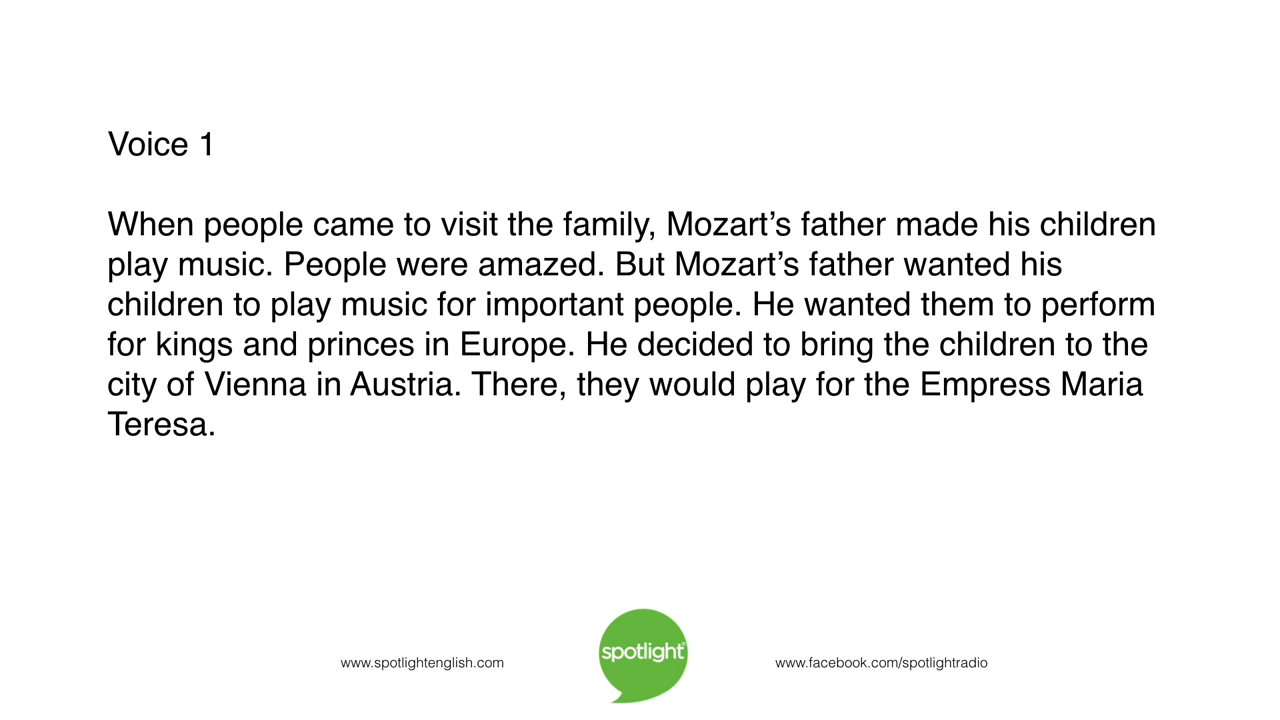 Voice 1
When people came to visit the family, Mozart’s father made his children
play music. People were amazed. But Mozart’s father wanted his
children to play music for important people. He wanted them to perform
for kings and princes in Europe. He decided to bring the children to the
city of Vienna in Austria. There, they would play for the Empress Maria
Teresa.
www.spotlightenglish.com
spotlight
www.facebook.com/spotlightradio